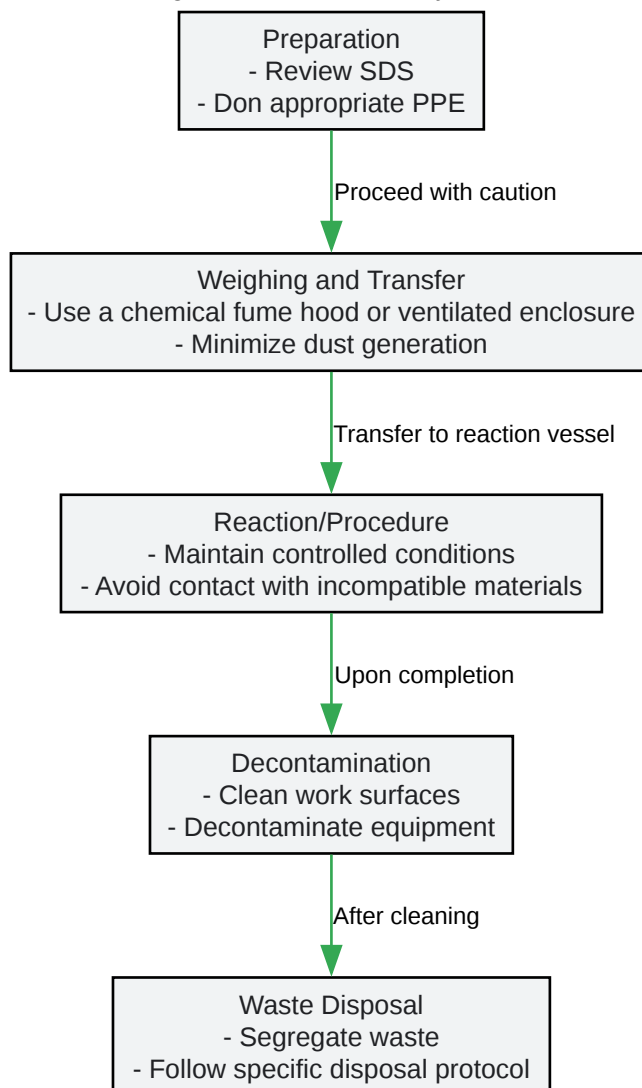 Preparation
- Review SDS
- Don appropriate PPE
Proceed with caution
Weighing and Transfer
- Use a chemical fume hood or ventilated enclosure
- Minimize dust generation
Transfer to reaction vessel
Reaction/Procedure
- Maintain controlled conditions
- Avoid contact with incompatible materials
Upon completion
Decontamination
- Clean work surfaces
- Decontaminate equipment
After cleaning
Waste Disposal
- Segregate waste
- Follow specific disposal protocol